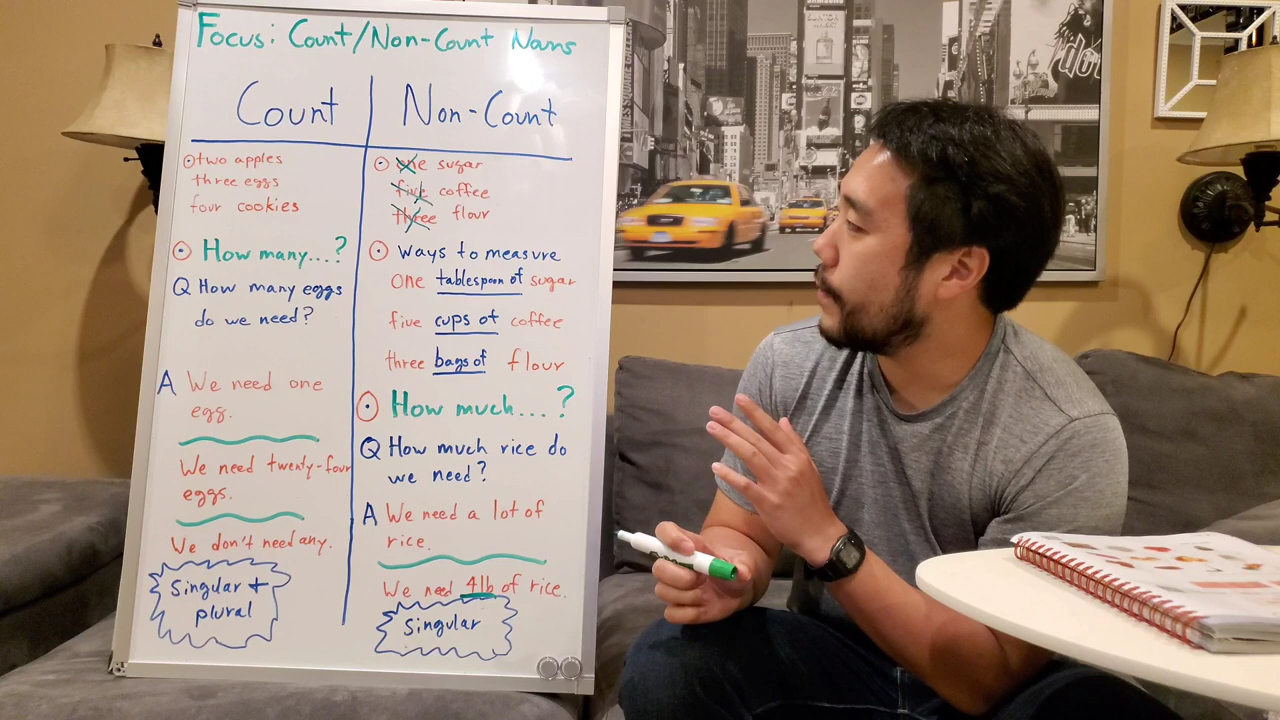 Focus: Count/Non-Count Nouns
Count
two apples
three eggs
four cookies
How many...?
Q How many eggs
do we need?
A We need one
egg.
We need twenty-four
eggs.
We don't need any.
Singular +
plural
Non-Count
one sugar
five coffee
three flour
ways to measure
one tablespoon of sugar
five cups of coffee
three bags of flour
How much...?
Q How much rice do
we need?
A We need a lot of
rice.
We need 4lb of rice.
Singular
SAMSUNG